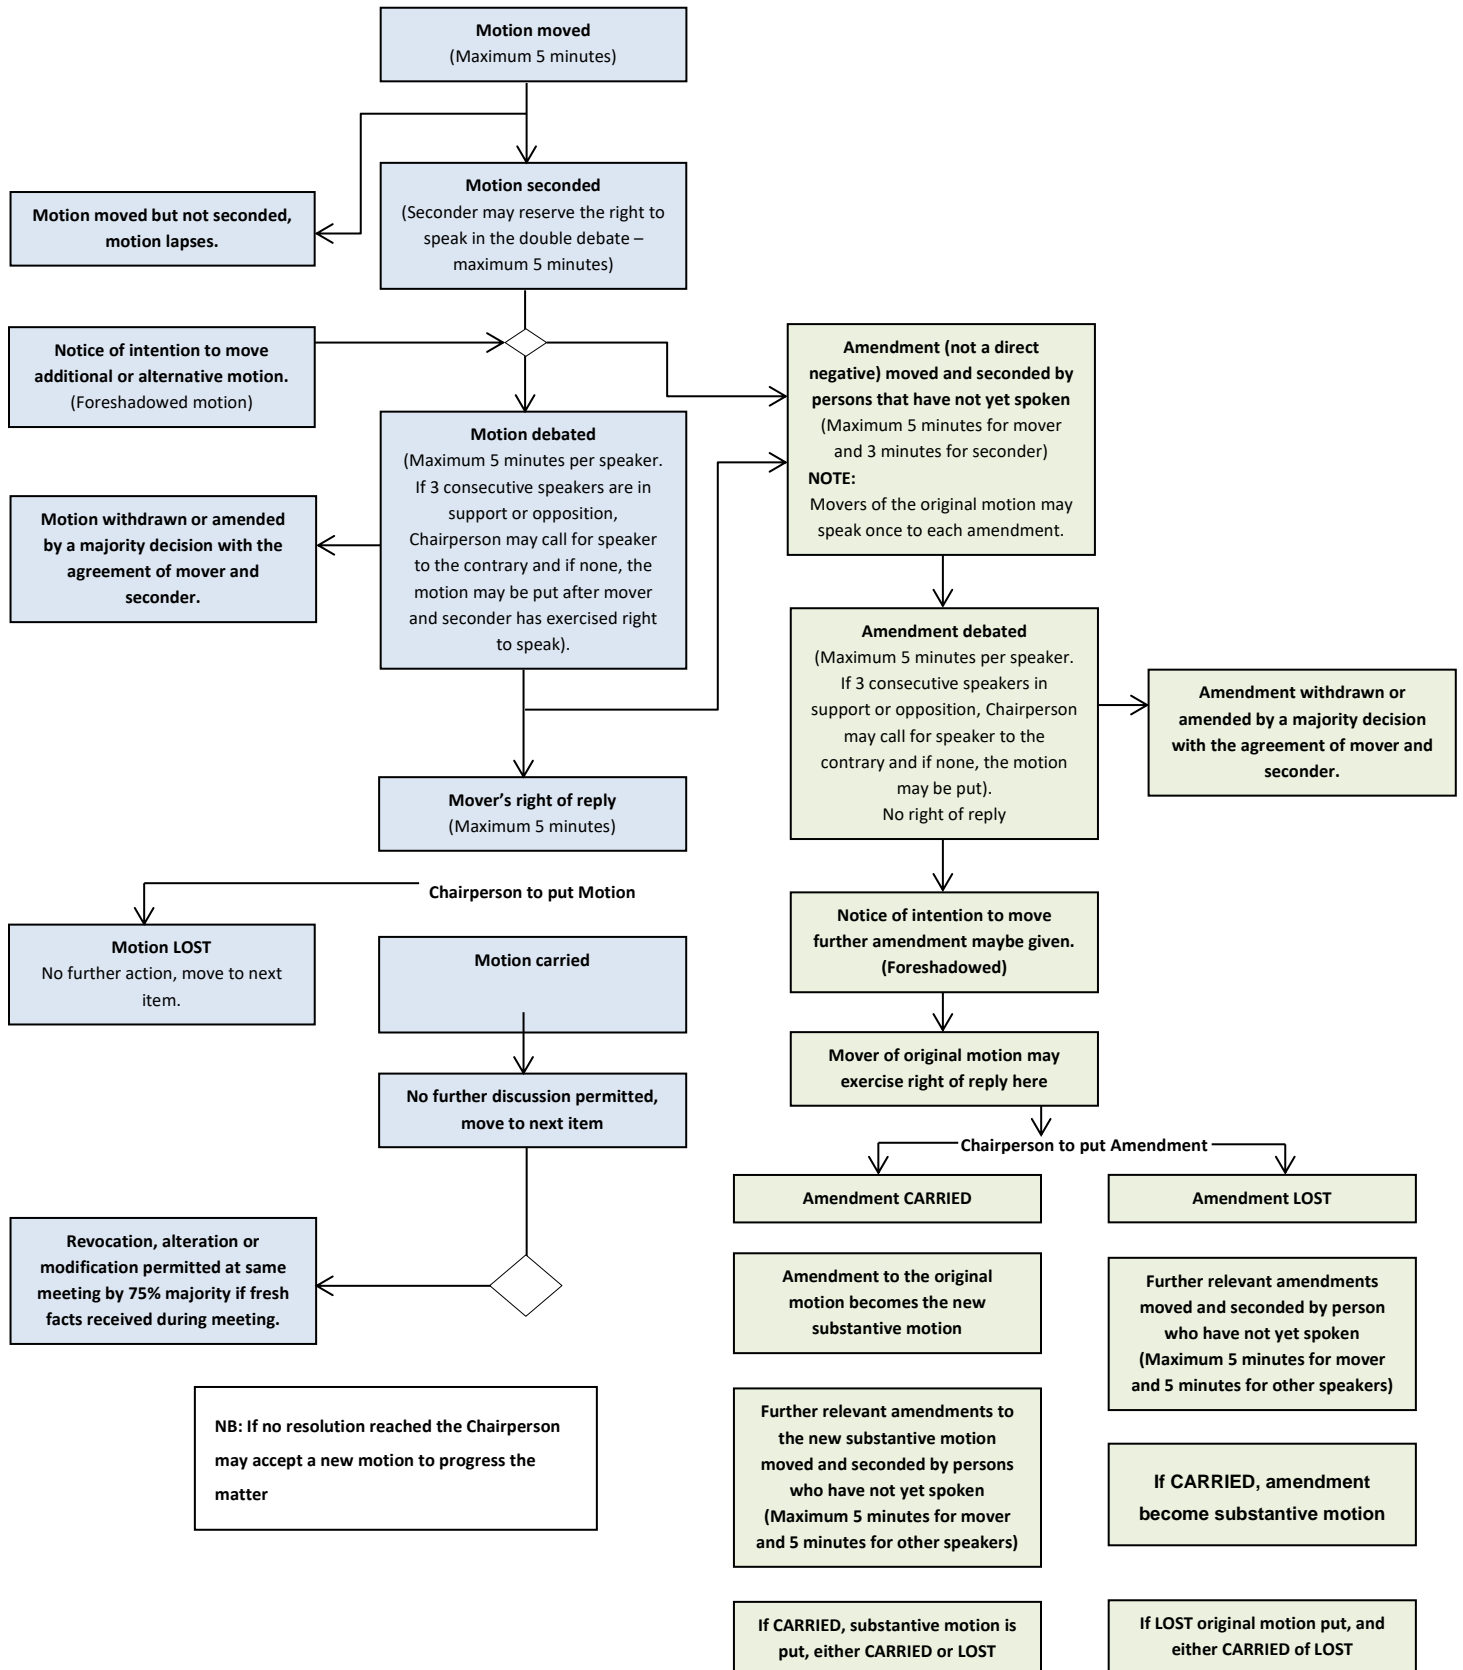 Motion moved
(Maximum 5 minutes)
Motion seconded
(Seconder may reserve the right to
speak in the double debate –
maximum 5 minutes)
Motion moved but not seconded,
motion lapses.
Notice of intention to move
additional or alternative motion.
(Foreshadowed motion)
Motion debated
(Maximum 5 minutes per speaker.
If 3 consecutive speakers are in
support or opposition,
Chairperson may call for speaker
to the contrary and if none, the
motion may be put after mover
and seconder has exercised right
to speak).
Motion withdrawn or amended
by a majority decision with the
agreement of mover and
seconder.
Mover's right of reply
(Maximum 5 minutes)
Chairperson to put Motion
Motion LOST
No further action, move to next
item.
Motion carried
No further discussion permitted,
move to next item
Revocation, alteration or
modification permitted at same
meeting by 75% majority if fresh
facts received during meeting.
NB: If no resolution reached the Chairperson
may accept a new motion to progress the
matter
Amendment (not a direct
negative) moved and seconded by
persons that have not yet spoken
(Maximum 5 minutes for mover
and 3 minutes for seconder)
NOTE:
Movers of the original motion may
speak once to each amendment.
Amendment debated
(Maximum 5 minutes per speaker.
If 3 consecutive speakers in
support or opposition, Chairperson
may call for speaker to the
contrary and if none, the motion
may be put).
No right of reply
Amendment withdrawn or
amended by a majority decision
with the agreement of mover and
seconder.
Notice of intention to move
further amendment maybe given.
(Foreshadowed)
Mover of original motion may
exercise right of reply here
Chairperson to put Amendment
Amendment CARRIED
Amendment to the original
motion becomes the new
substantive motion
Further relevant amendments to
the new substantive motion
moved and seconded by persons
who have not yet spoken
(Maximum 5 minutes for mover
and 5 minutes for other speakers)
If CARRIED, substantive motion is
put, either CARRIED or LOST
Amendment LOST
Further relevant amendments
moved and seconded by person
who have not yet spoken
(Maximum 5 minutes for mover
and 5 minutes for other speakers)
If CARRIED, amendment
become substantive motion
If LOST original motion put, and
either CARRIED of LOST